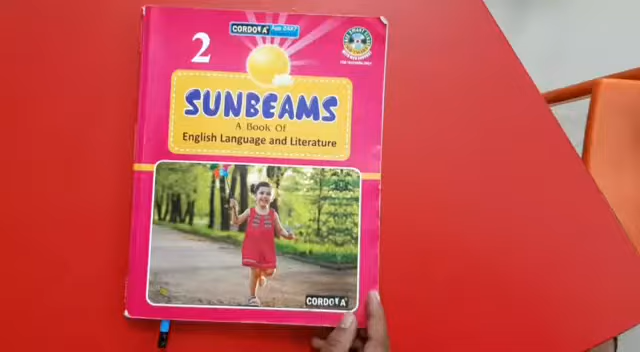 CORDOVA
2
SUNBEAMS
A Book Of
English Language and Literature
CORDOVA